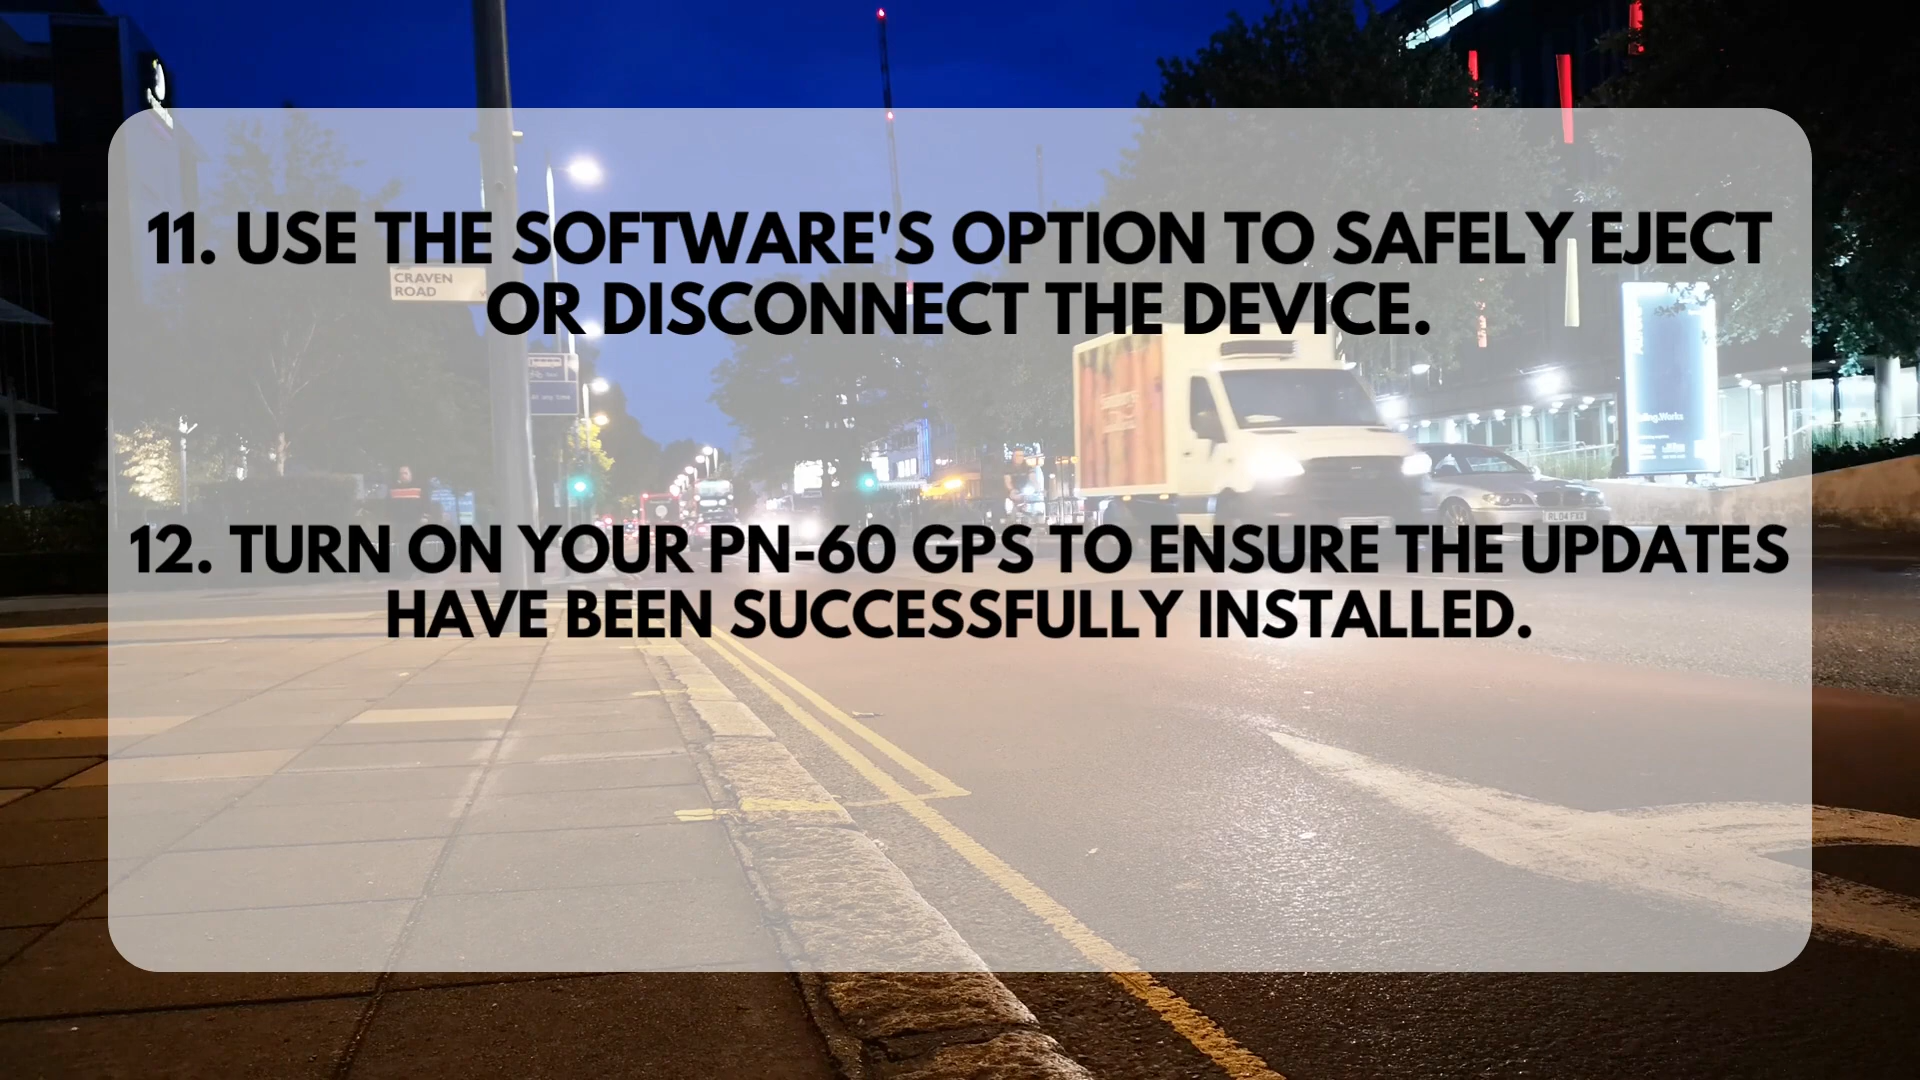 11. USE THE SOFTWARE'S OPTION TO SAFELY EJECT
OR DISCONNECT THE DEVICE.
CRAVEN
ROAD
12. TURN ON YOUR PN-60 GPS TO ENSURE THE UPDATES
HAVE BEEN SUCCESSFULLY INSTALLED.